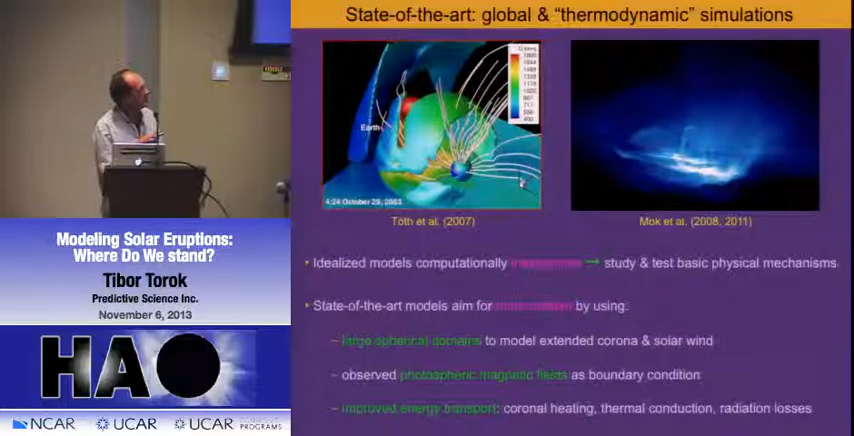 State-of-the-art: global & "thermodynamic" simulations
Earth
4:24 October 29, 2003
Tóth et al. (2007)
Mok et al. (2008, 2011)
• Idealized models computationally → study & test basic physical mechanisms
• State-of-the-art models aim for by using:
– large spherical domains to model extended corona & solar wind
– observed photospheric magnetic fields as boundary condition
– improved energy transport: coronal heating, thermal conduction, radiation losses
Modeling Solar Eruptions:
Where Do We stand?
Tibor Torok
Predictive Science Inc.
November 6, 2013
HAO
NCAR UCAR UCAR COMMUNITY PROGRAMS